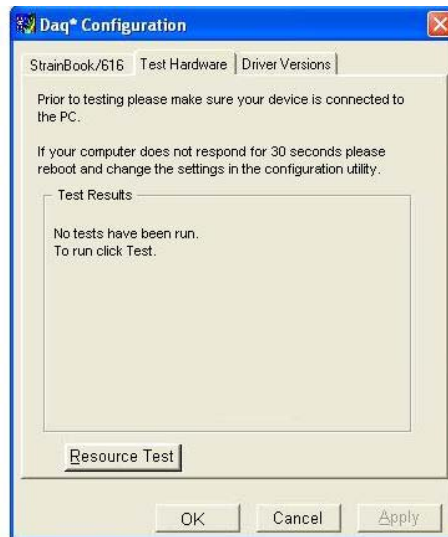 Daq* Configuration
StrainBook/616 Test Hardware Driver Versions
Prior to testing please make sure your device is connected to
the PC.
If your computer does not respond for 30 seconds please
reboot and change the settings in the configuration utility.
Test Results
No tests have been run.
To run click Test.
Resource Test
OK Cancel Apply